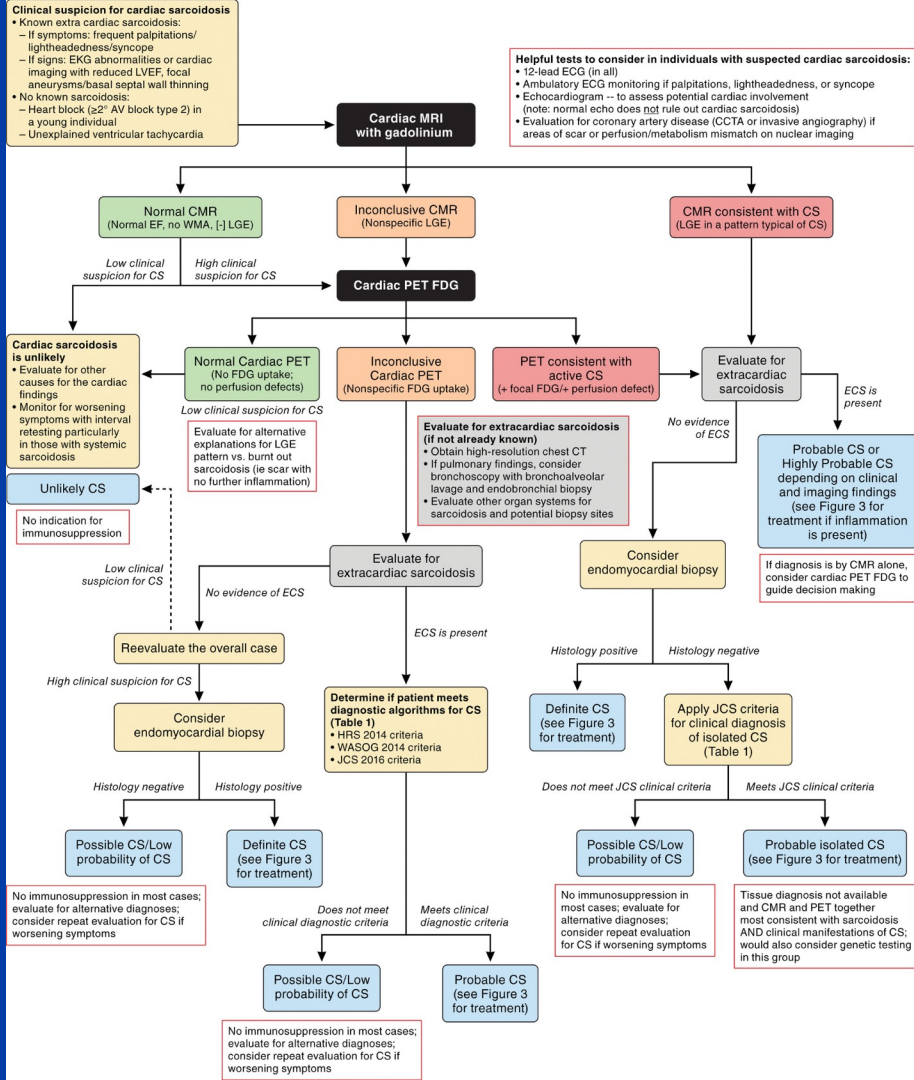 Clinical suspicion for cardiac sarcoidosis
• Known extra cardiac sarcoidosis:
– If symptoms: frequent palpitations/
lightheadedness/syncope
– If signs: EKG abnormalities or cardiac
imaging with reduced LVEF, focal
aneurysms/basal septal wall thinning
• No known sarcoidosis:
– Heart block (≥2° AV block type 2) in
a young individual
– Unexplained ventricular tachycardia
Helpful tests to consider in individuals with suspected cardiac sarcoidosis:
• 12-lead ECG (in all)
• Ambulatory ECG monitoring if palpitations, lightheadedness, or syncope
• Echocardiogram -- to assess potential cardiac involvement
(note: normal echo does not rule out cardiac sarcoidosis)
• Evaluation for coronary artery disease (CCTA or invasive angiography) if
areas of scar or perfusion/metabolism mismatch on nuclear imaging
Cardiac MRI
with gadolinium
Normal CMR
(Normal EF, no WMA, [-] LGE)
Inconclusive CMR
(Nonspecific LGE)
CMR consistent with CS
(LGE in a pattern typical of CS)
Low clinical
suspicion for CS
High clinical
suspicion for CS
Cardiac PET FDG
Cardiac sarcoidosis
is unlikely
• Evaluate for other
causes for the cardiac
findings
• Monitor for worsening
symptoms with interval
retesting particularly
in those with systemic
sarcoidosis
Normal Cardiac PET
(No FDG uptake;
no perfusion defects)
Inconclusive
Cardiac PET
(Nonspecific FDG uptake)
PET consistent with
active CS
(+ focal FDG/+ perfusion defect)
Evaluate for
extracardiac
sarcoidosis
ECS is
present
Low clinical suspicion for CS
Evaluate for alternative
explanations for LGE
pattern vs. burnt out
sarcoidosis (ie scar with
no further inflammation)
Evaluate for extracardiac sarcoidosis
(if not already known)
• Obtain high-resolution chest CT
• If pulmonary findings, consider
bronchoscopy with bronchoalveolar
lavage and endobronchial biopsy
• Evaluate other organ systems for
sarcoidosis and potential biopsy sites
No evidence
of ECS
Probable CS or
Highly Probable CS
depending on clinical
and imaging findings
(see Figure 3 for
treatment if inflammation
is present)
If diagnosis is by CMR alone,
consider cardiac PET FDG to
guide decision making
Unlikely CS
No indication for
immunosuppression
Low clinical
suspicion for CS
Evaluate for
extracardiac sarcoidosis
Consider
endomyocardial biopsy
No evidence of ECS
ECS is present
Reevaluate the overall case
High clinical suspicion for CS
Consider
endomyocardial biopsy
Determine if patient meets
diagnostic algorithms for CS
(Table 1)
• HRS 2014 criteria
• WASOG 2014 criteria
• JCS 2016 criteria
Histology positive
Histology negative
Definite CS
(see Figure 3
for treatment)
Apply JCS criteria
for clinical diagnosis
of isolated CS
(Table 1)
Histology negative
Histology positive
Does not meet JCS clinical criteria
Meets JCS clinical criteria
Possible CS/Low
probability of CS
Definite CS
(see Figure 3
for treatment)
Possible CS/Low
probability of CS
Probable isolated CS
(see Figure 3 for treatment)
No immunosuppression in most cases;
evaluate for alternative diagnoses;
consider repeat evaluation for CS if
worsening symptoms
Does not meet
clinical diagnostic criteria
Meets clinical
diagnostic criteria
No immunosuppression in
most cases; evaluate for
alternative diagnoses;
consider repeat evaluation
for CS if worsening symptoms
Tissue diagnosis not available
and CMR and PET together
most consistent with sarcoidosis
AND clinical manifestations of CS;
would also consider genetic testing
in this group
Possible CS/Low
probability of CS
Probable CS
(see Figure 3
for treatment)
No immunosuppression in most cases;
evaluate for alternative diagnoses;
consider repeat evaluation for CS if
worsening symptoms